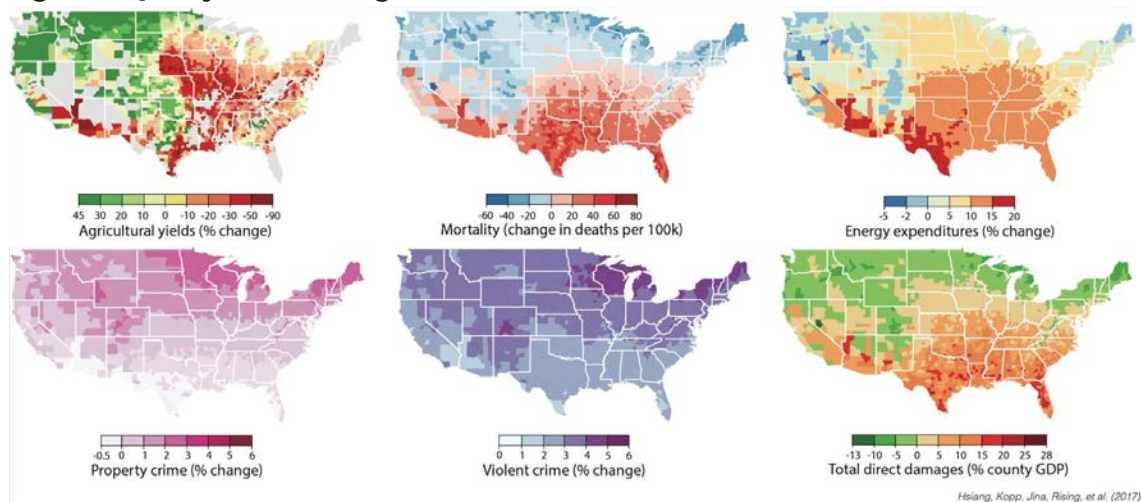 45 30 20 10 0 -10 -20 -30 -50 -90
Agricultural yields (% change)
-60 -40 -20 0 20 40 60 80
Mortality (change in deaths per 100k)
-5 -2 0 5 10 15 20
Energy expenditures (% change)
-0.5 0 1 2 3 4 5 6
Property crime (% change)
0 1 2 3 4 5 6
Violent crime (% change)
-13 -10 -5 0 5 10 15 20 25 28
Total direct damages (% county GDP)
Hsiang, Kopp, Jina, Rising, et al. (2017)